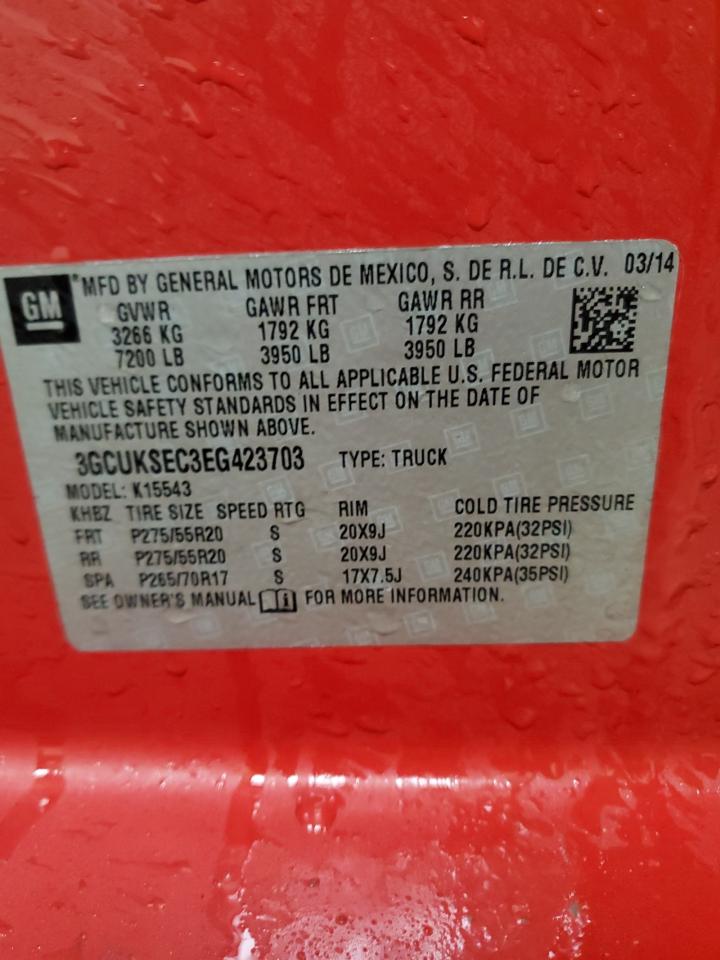 GM
MFD BY GENERAL MOTORS DE MEXICO, S. DE R.L. DE C.V. 03/14
GVWR GAWR FRT GAWR RR
3266 KG 1792 KG 1792 KG
7200 LB 3950 LB 3950 LB
THIS VEHICLE CONFORMS TO ALL APPLICABLE U.S. FEDERAL MOTOR
VEHICLE SAFETY STANDARDS IN EFFECT ON THE DATE OF
MANUFACTURE SHOWN ABOVE.
3GCUKSEC3EG423703 TYPE: TRUCK
MODEL: K15543
KHBZ TIRE SIZE SPEED RTG RIM COLD TIRE PRESSURE
FRT P275/55R20 S 20X9J 220KPA(32PSI)
RR P275/55R20 S 20X9J 220KPA(32PSI)
SPA P265/70R17 S 17X7.5J 240KPA(35PSI)
SEE OWNER'S MANUAL i FOR MORE INFORMATION.